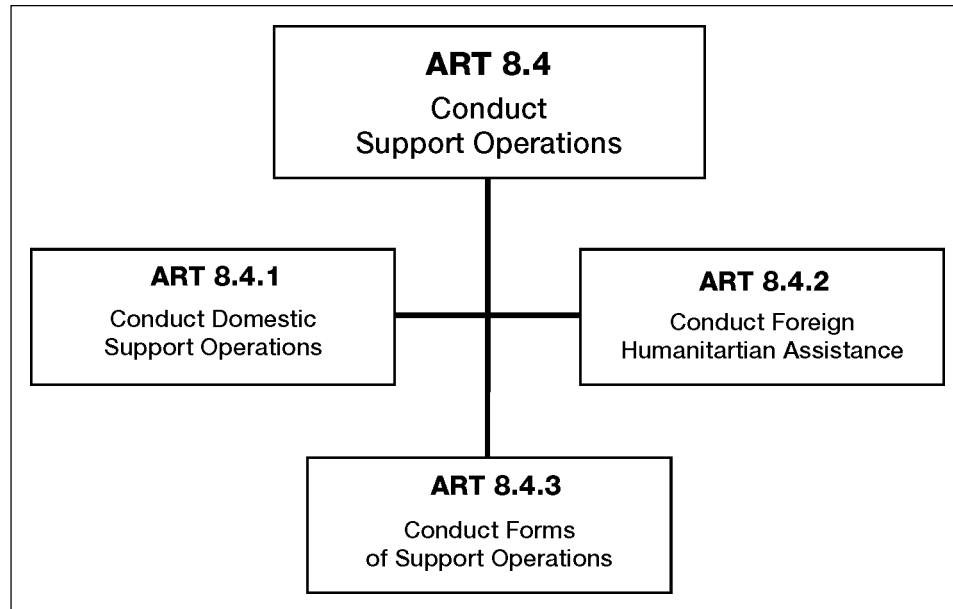 ART 8.4
Conduct
Support Operations
ART 8.4.1
Conduct Domestic
Support Operations
ART 8.4.2
Conduct Foreign
Humanitartian Assistance
ART 8.4.3
Conduct Forms
of Support Operations